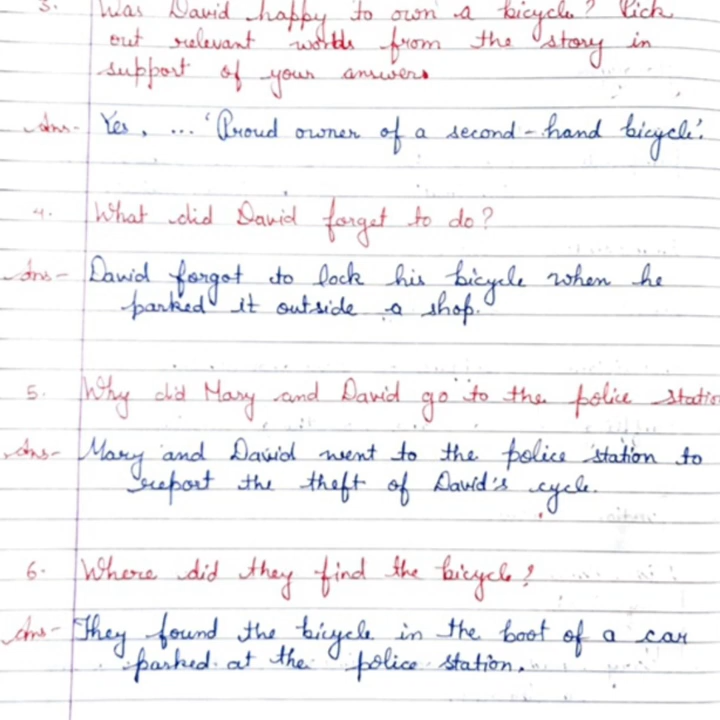 3. Was David happy to own a bicycle? Pick
out relevant words from the story in
support of your answer.
Ans- Yes, ... 'Proud owner of a second-hand bicycle'.
4. What did David forget to do?
Ans- David forgot to lock his bicycle when he
parked it outside a shop.
5. Why did Mary and David go to the police station
Ans- Mary and David went to the police station to
report the theft of David's cycle.
6. Where did they find the bicycle?
Ans- They found the bicycle in the boot of a car
parked at the police station.